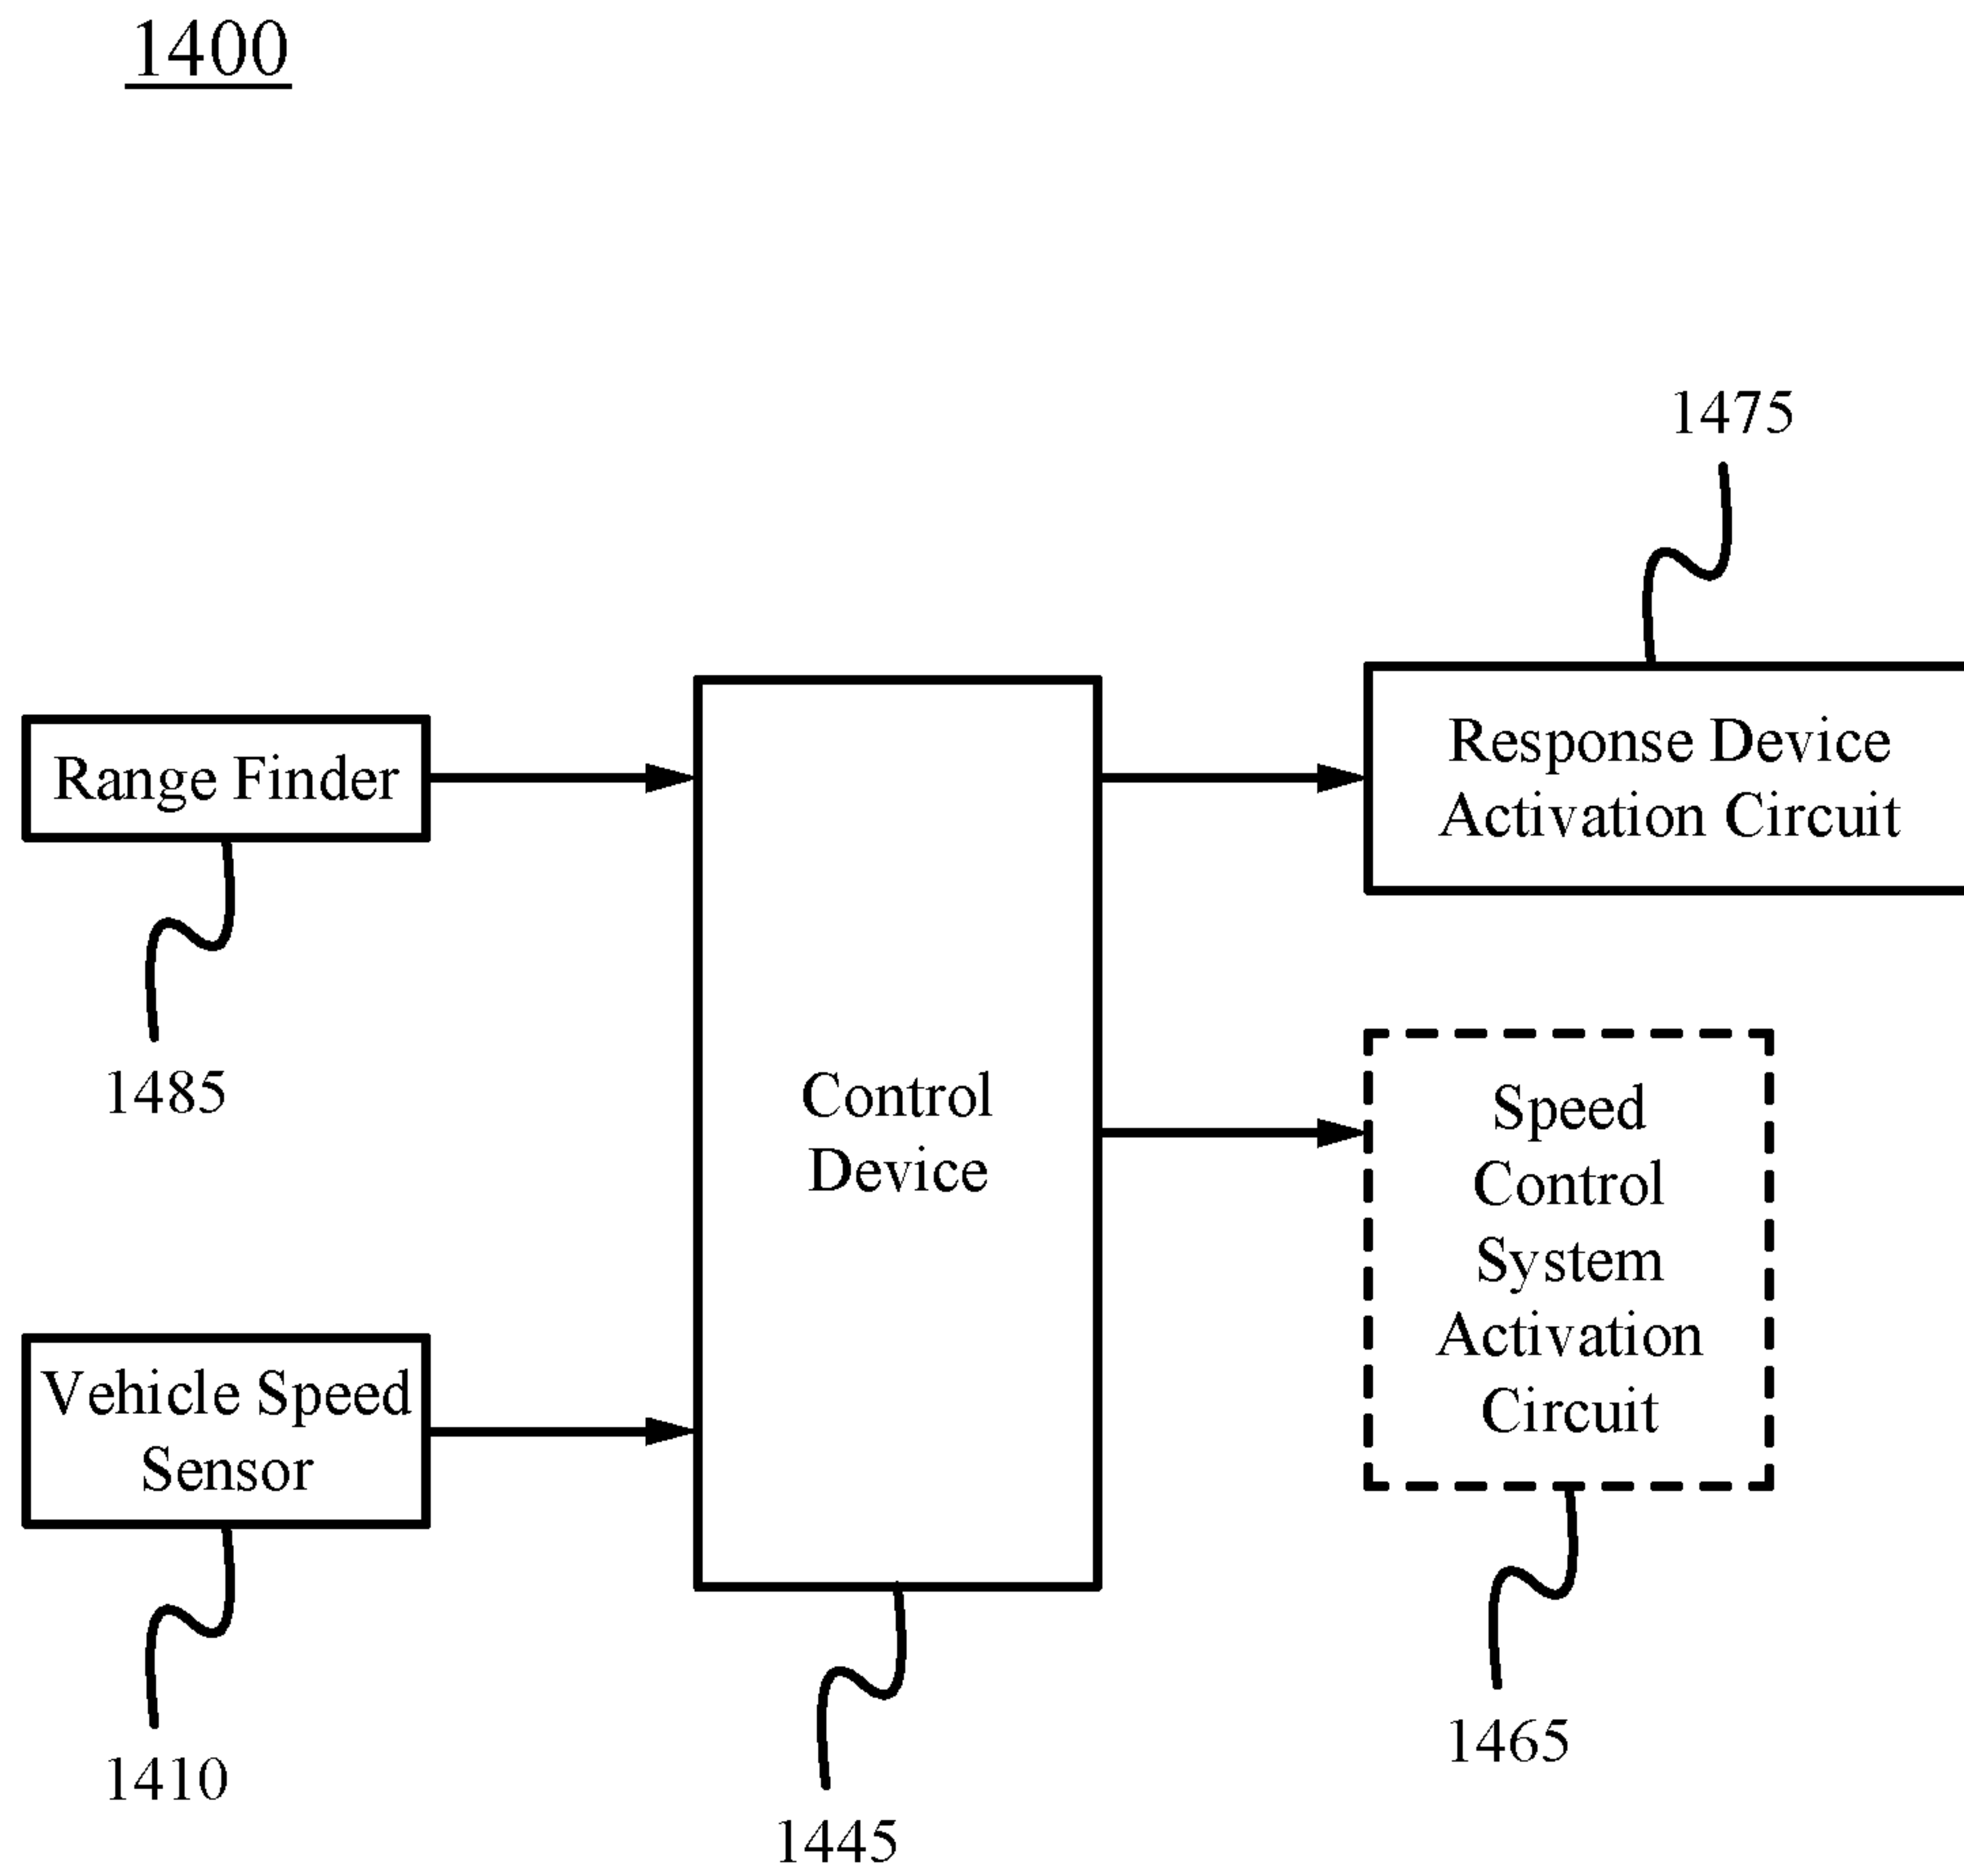 1400
1475
Response Device
Activation Circuit
Range Finder
1485
Control
Device
Speed
Control
System
Activation
Circuit
Vehicle Speed
Sensor
1410
1445
1465